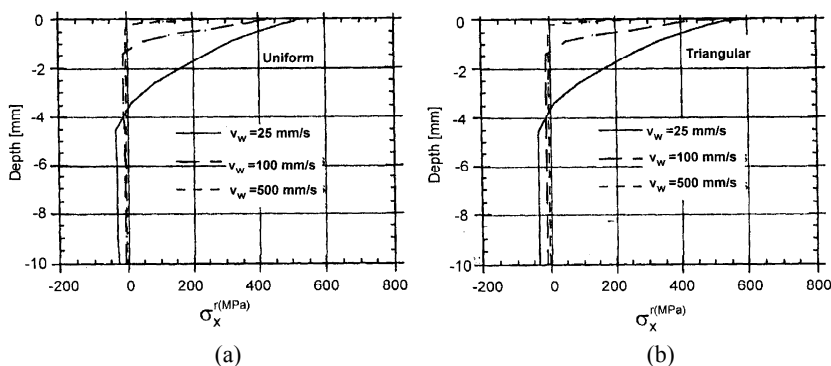 0
-2
-4
-6
-8
-10
Depth [mm]
Uniform
v_w =25 mm/s
v_w =100 mm/s
v_w =500 mm/s
-200 0 200 400 600 800
σ_x^r(MPa)
(a)
0
-2
-4
-6
-8
-10
Depth [mm]
Triangular
v_w =25 mm/s
v_w =100 mm/s
v_w =500 mm/s
-200 0 200 400 600 800
σ_x^r(MPa)
(b)